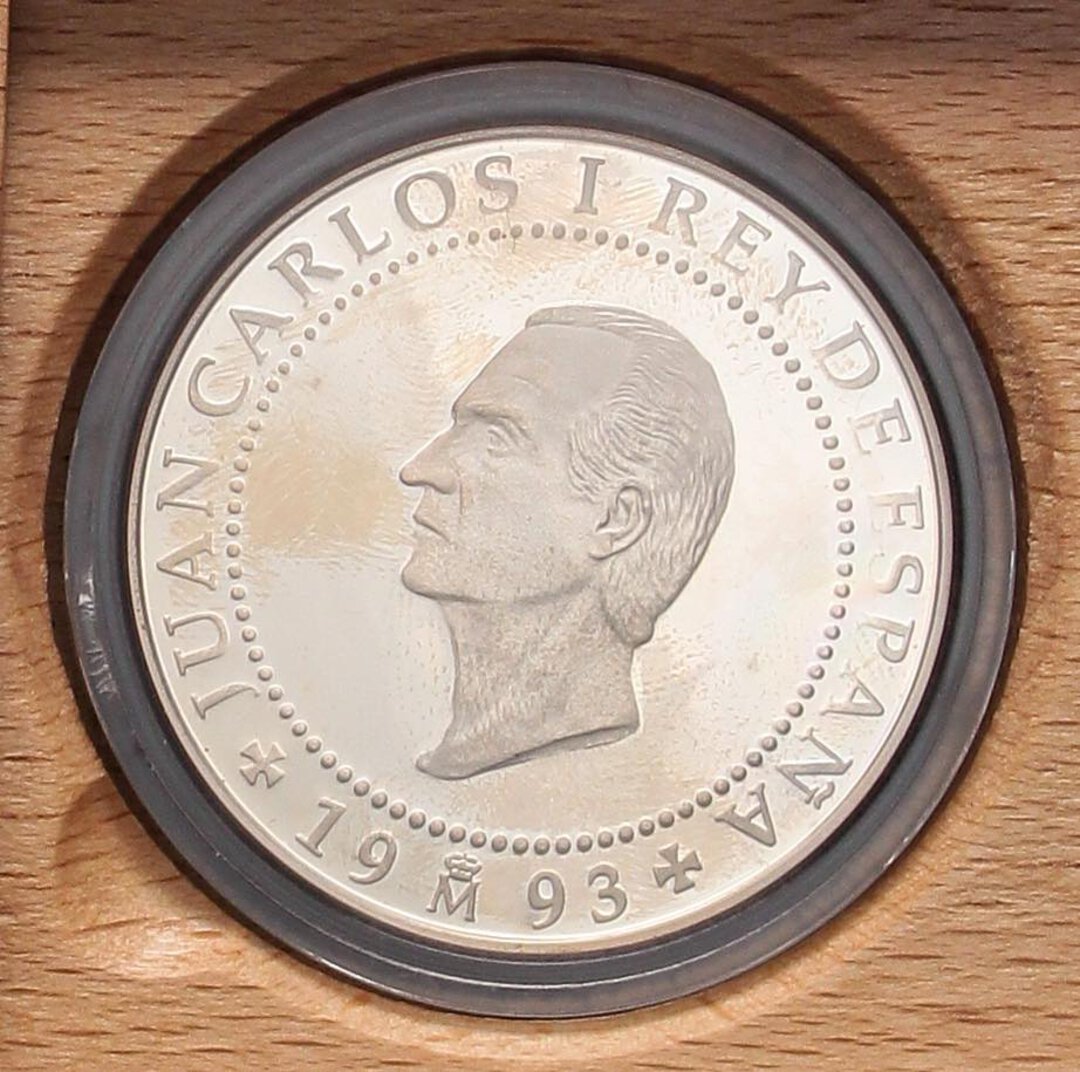 JUAN CARLOS I REY DE ESPAÑA
19 M 93